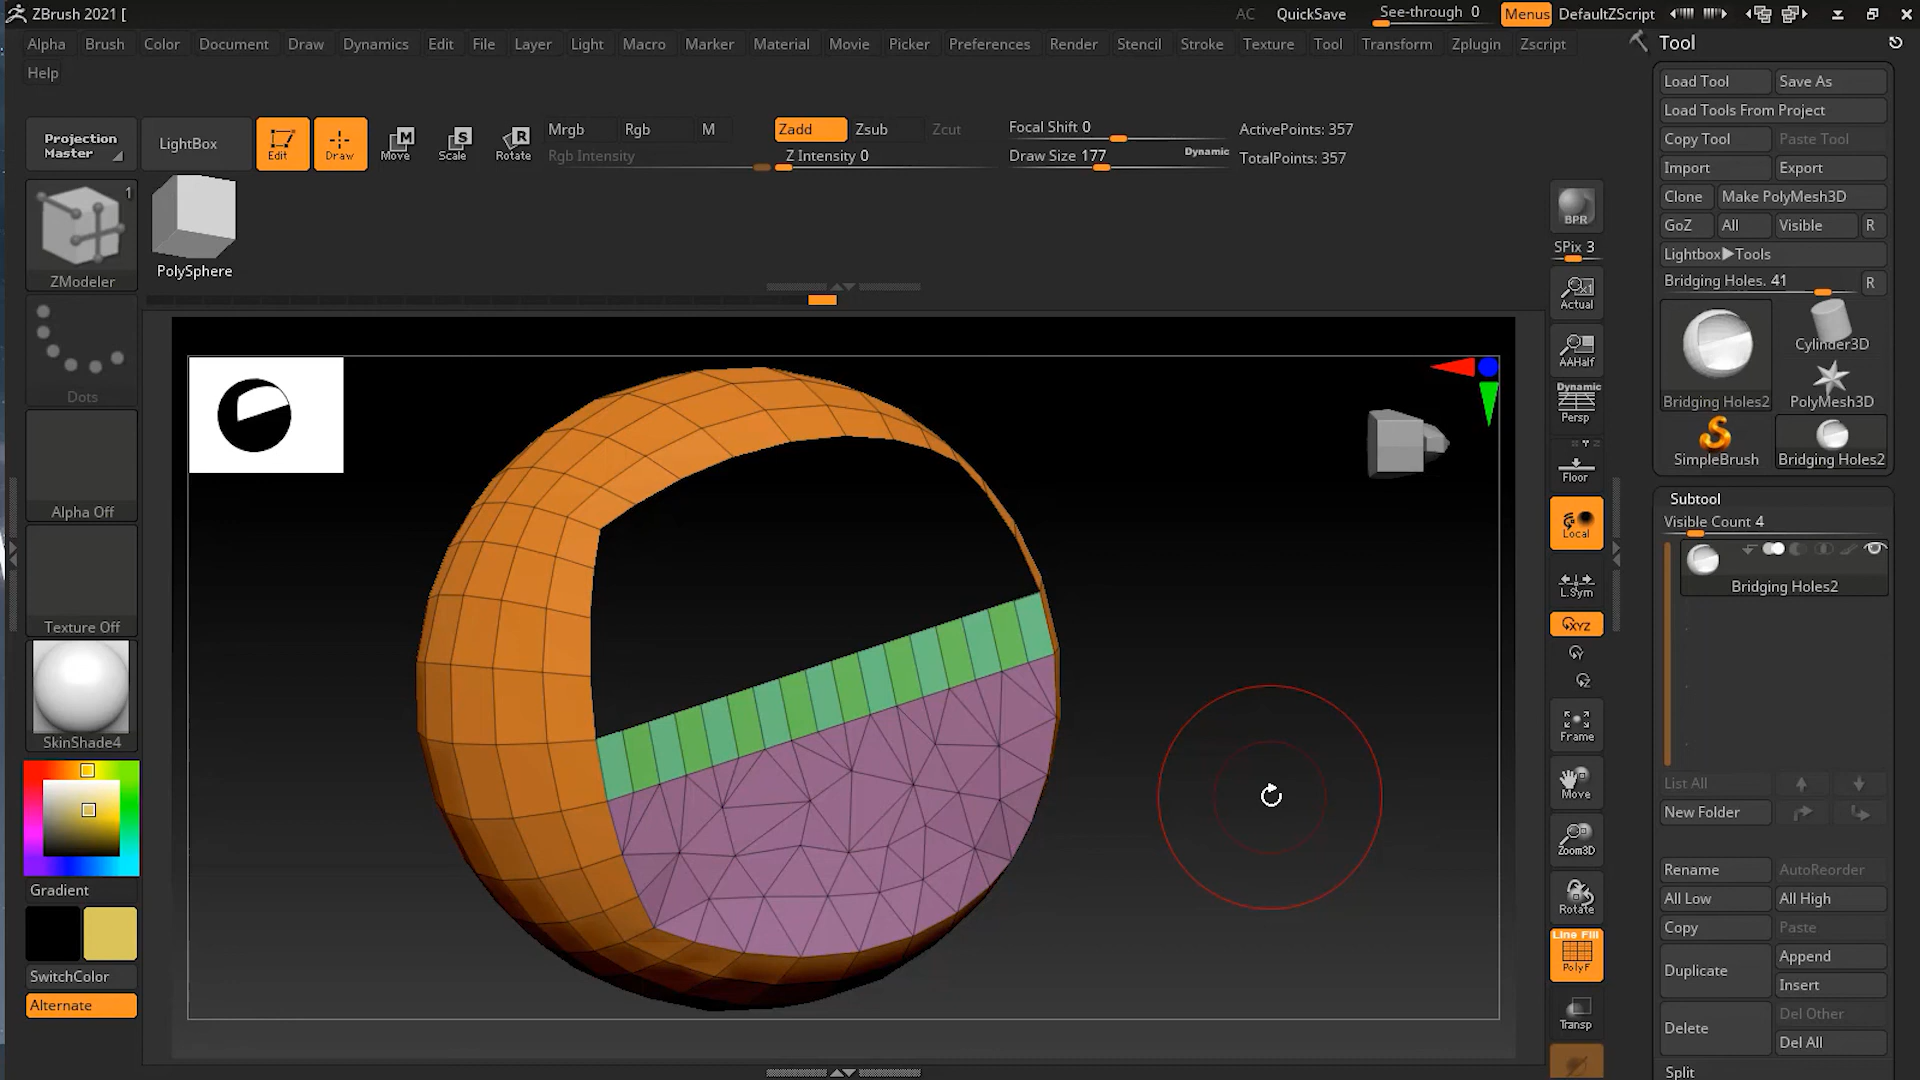 ZBrush 2021 [
AC QuickSave See-through 0 Menus DefaultZScript
Alpha Brush Color Document Draw Dynamics Edit File Layer Light Macro Marker Material Movie Picker Preferences Render Stencil Stroke Texture Tool Transform Zplugin Zscript
Help
Projection Master
LightBox
Edit
Draw
M
Move
S
Scale
R
Rotate
Mrgb Rgb M
Rgb Intensity
Zadd Zsub Zcut
Z Intensity 0
Focal Shift 0
Draw Size 177
Dynamic
ActivePoints: 357
TotalPoints: 357
1
ZModeler
PolySphere
Dots
Alpha Off
Texture Off
SkinShade4
Gradient
SwitchColor
Alternate
BPR
SPix 3
x1
Actual
AAHalf
Dynamic
Persp
Floor
Local
L.Sym
XYZ
Y
Z
Frame
Move
Zoom3D
Rotate
Line Fill
PolyF
Transp
Tool
Load Tool Save As
Load Tools From Project
Copy Tool Paste Tool
Import Export
Clone Make PolyMesh3D
GoZ All Visible R
Lightbox▶Tools
Bridging Holes. 41 R
Bridging Holes2
Cylinder3D
PolyMesh3D
SimpleBrush
Bridging Holes2
Subtool
Visible Count 4
Bridging Holes2
List All
New Folder
Rename AutoReorder
All Low All High
Copy Paste
Duplicate
Append
Insert
Delete
Del Other
Del All
Split